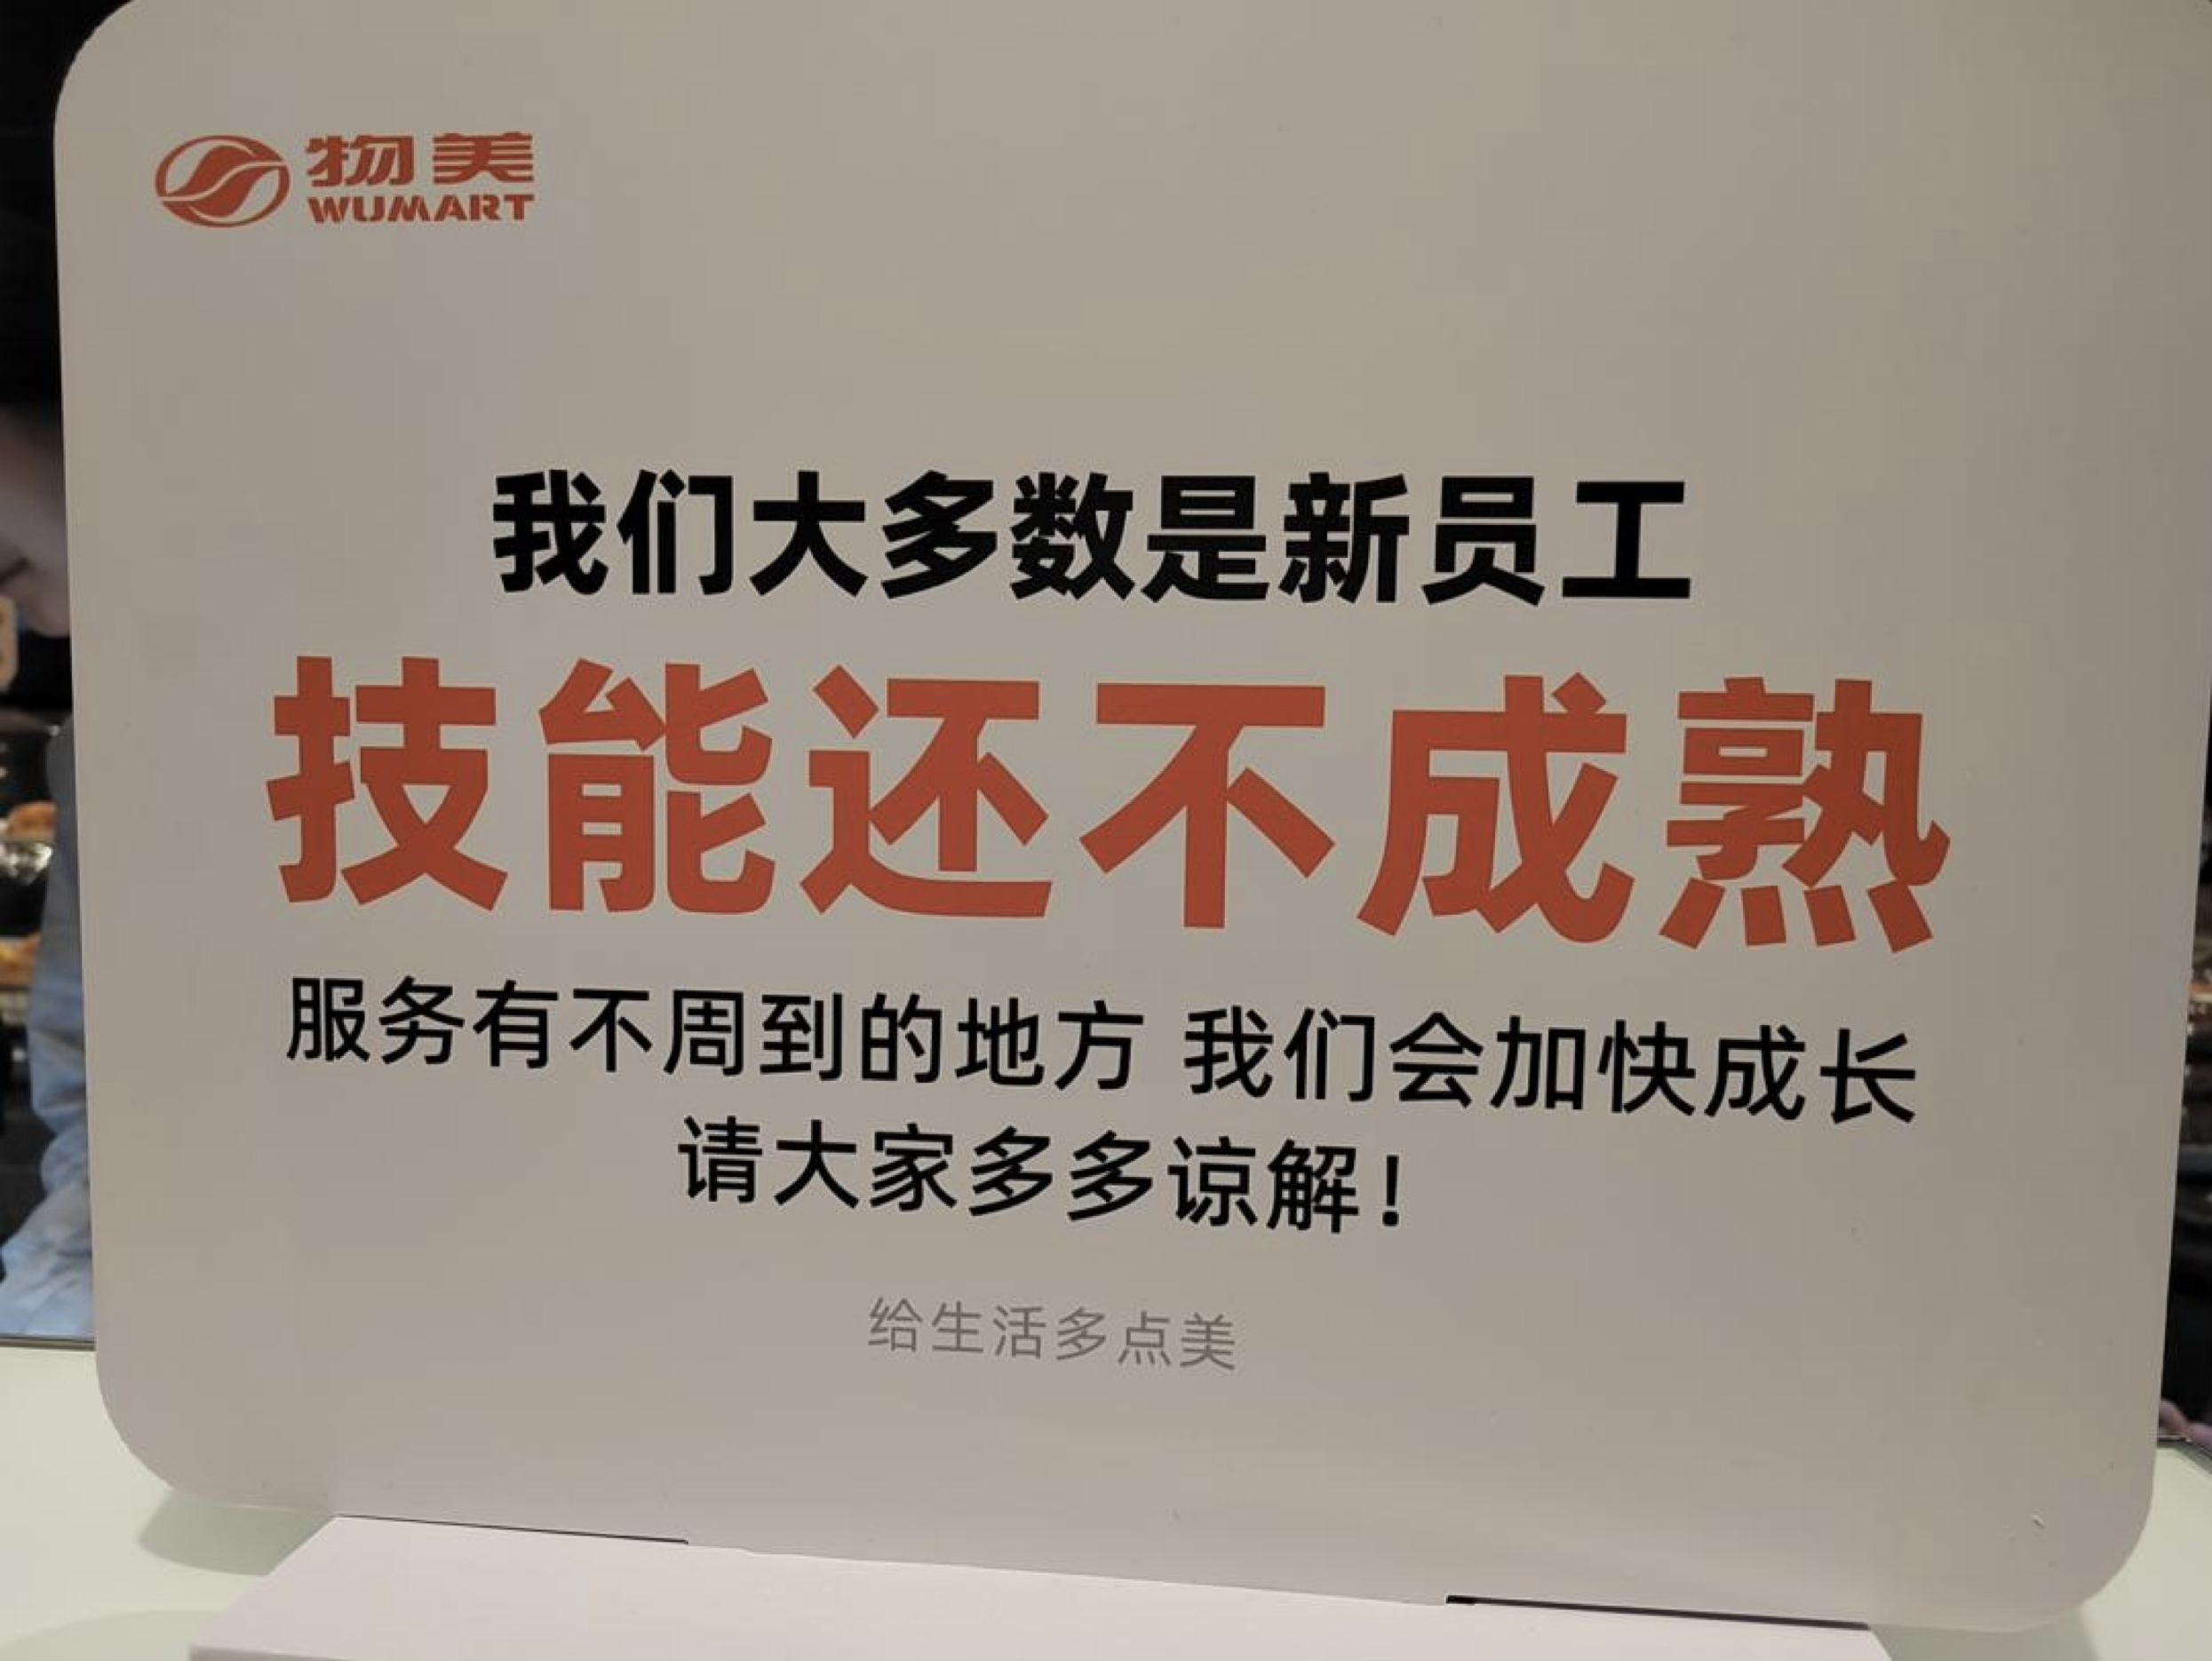 物美
WUMART
我们大多数是新员工
技能还不成熟
服务有不周到的地方 我们会加快成长
请大家多多谅解！
给生活多点美